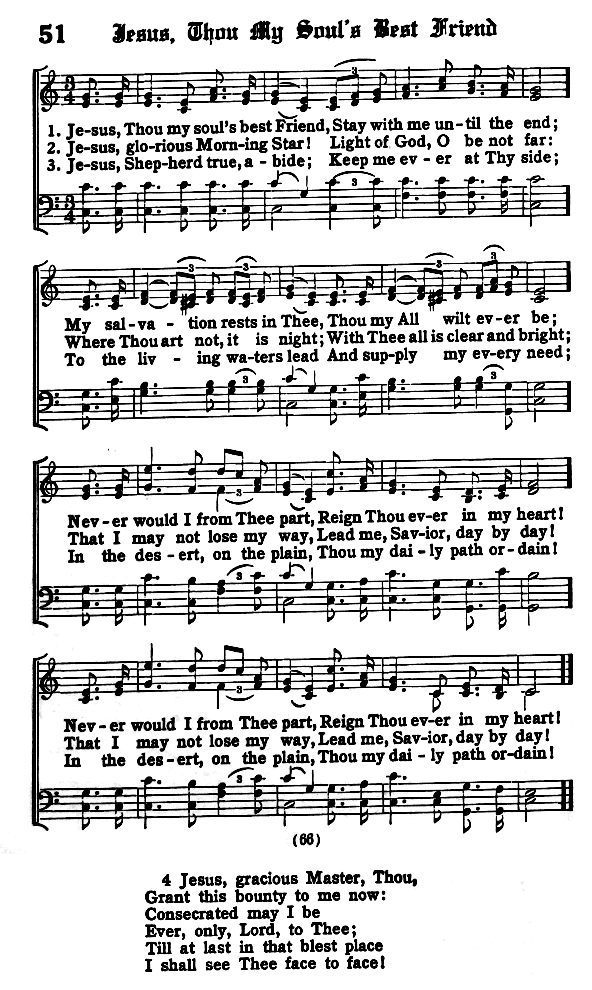 51 Jesus, Thou My Soul's Best Friend
1. Je-sus, Thou my soul's best Friend, Stay with me un-til the end;
2. Je-sus, glo-rious Morn-ing Star! Light of God, O be not far:
3. Je-sus, Shep-herd true, a - bide; Keep me ev - er at Thy side;
My sal-va - tion rests in Thee, Thou my All wilt ev-er be;
Where Thou art not, it is night; With Thee all is clear and bright;
To the liv - ing wa-ters lead And sup-ply my ev-ery need;
Nev-er would I from Thee part, Reign Thou ev-er in my heart!
That I may not lose my way, Lead me, Sav-ior, day by day!
In the des-ert, on the plain, Thou my dai-ly path or-dain!
Nev-er would I from Thee part, Reign Thou ev-er in my heart!
That I may not lose my way, Lead me, Sav-ior, day by day!
In the des-ert, on the plain, Thou my dai - ly path or-dain!
(66)
4 Jesus, gracious Master, Thou,
Grant this bounty to me now:
Consecrated may I be
Ever, only, Lord, to Thee;
Till at last in that blest place
I shall see Thee face to face!